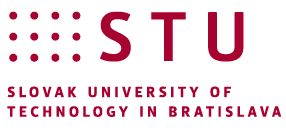 STU
SLOVAK UNIVERSITY OF
TECHNOLOGY IN BRATISLAVA